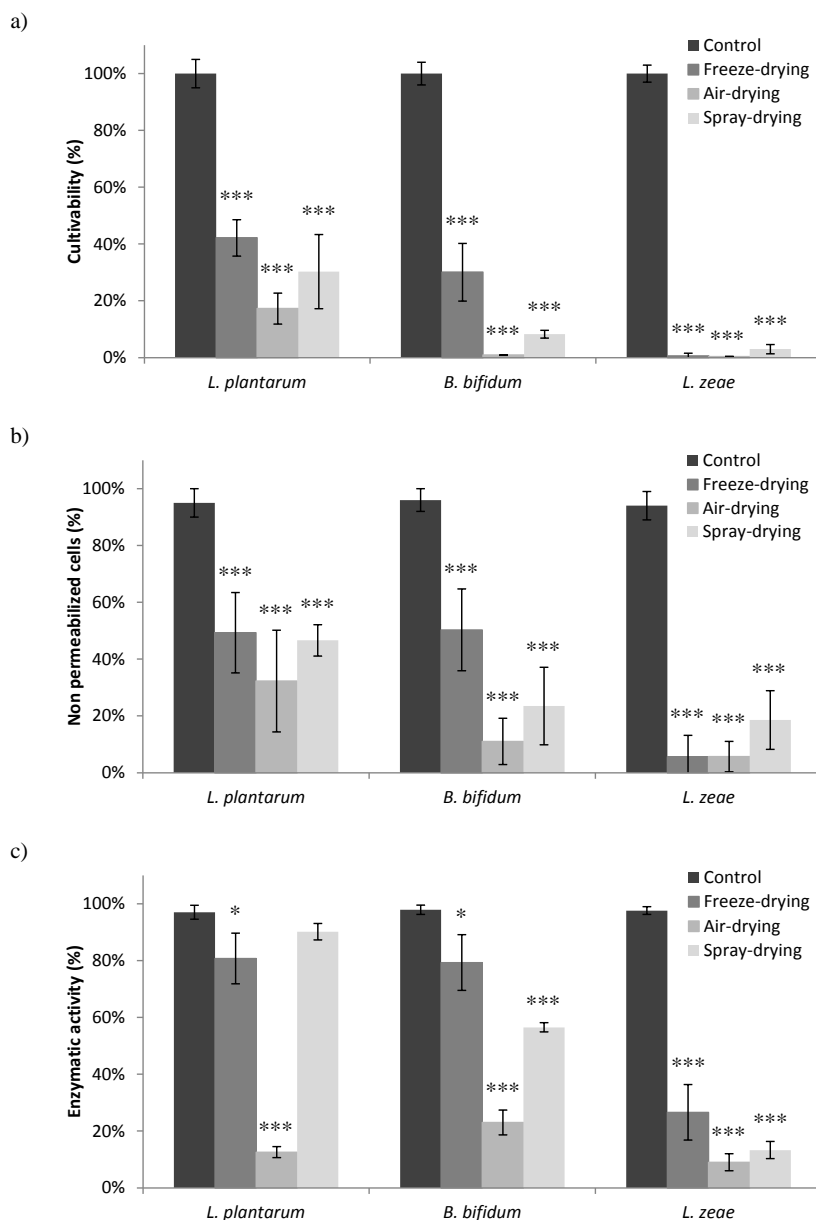 a)
Cultivability (%)
100%
80%
60%
40%
20%
0%
Control
Freeze-drying
Air-drying
Spray-drying
***
***
***
***
***
***
***
***
***
L. plantarum
B. bifidum
L. zeae
b)
Non permeabilized cells (%)
100%
80%
60%
40%
20%
0%
Control
Freeze-drying
Air-drying
Spray-drying
***
***
***
***
***
***
***
***
***
L. plantarum
B. bifidum
L. zeae
c)
Enzymatic activity (%)
100%
80%
60%
40%
20%
0%
Control
Freeze-drying
Air-drying
Spray-drying
*
***
*
***
***
***
***
***
L. plantarum
B. bifidum
L. zeae